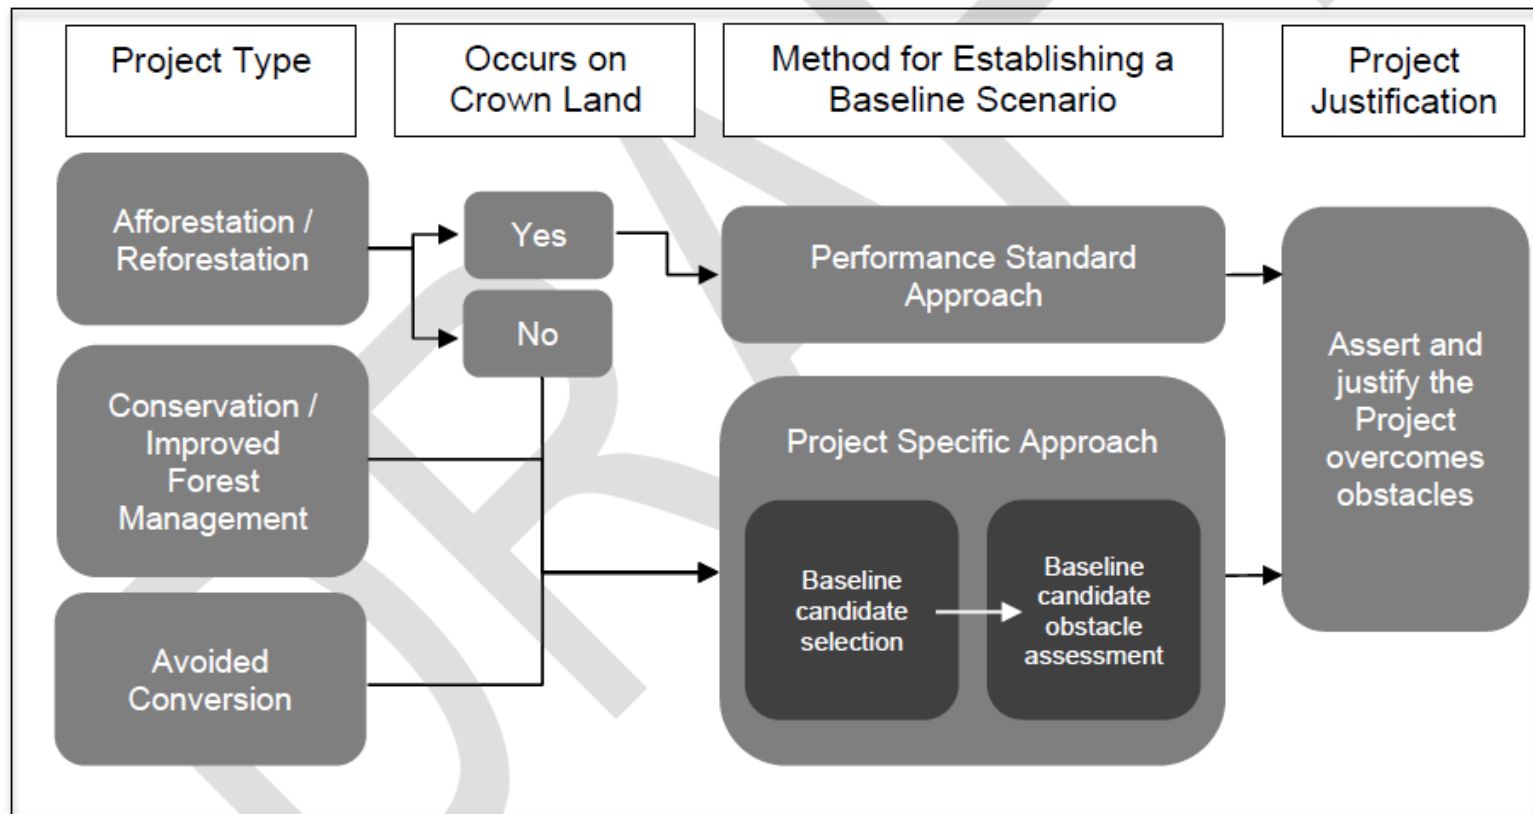 Project Type
Occurs on
Crown Land
Method for Establishing a
Baseline Scenario
Project
Justification
Afforestation /
Reforestation
Yes
No
Performance Standard
Approach
Conservation /
Improved
Forest
Management
Project Specific Approach
Baseline
candidate
selection
Baseline
candidate
obstacle
assessment
Assert and
justify the
Project
overcomes
obstacles
Avoided
Conversion